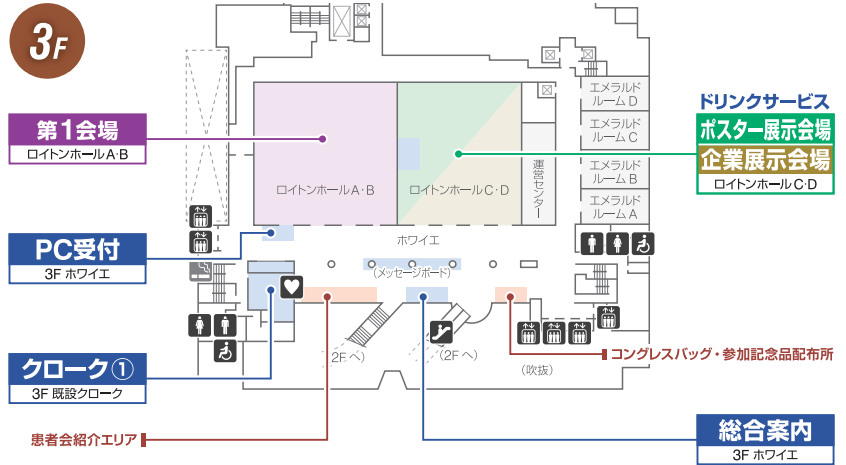 3F
第1会場
ロイトンホールA・B
PC受付
3F ホワイエ
クローク①
3F 既設クローク
患者会紹介エリア
ロイトンホールA・B
ロイトンホールC・D
運営センター
エメラルド
ルームD
エメラルド
ルームC
エメラルド
ルームB
エメラルド
ルームA
ホワイエ
(メッセージボード)
(2Fへ)
(2Fへ)
(吹抜)
ドリンクサービス
ポスター展示会場
企業展示会場
ロイトンホールC・D
コングレスバッグ・参加記念品配布所
総合案内
3F ホワイエ